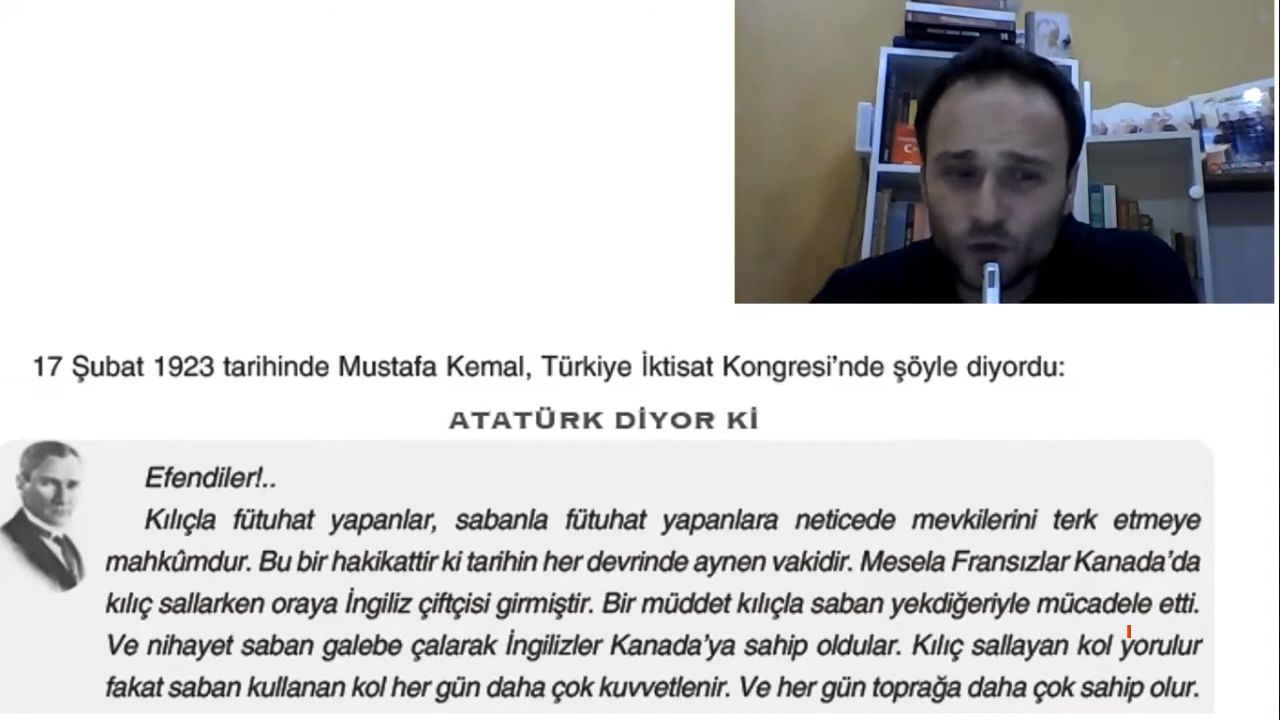 17 Şubat 1923 tarihinde Mustafa Kemal, Türkiye İktisat Kongresi'nde şöyle diyordu:
ATATÜRK DİYOR Kİ
Efendiler!..
Kılıçla fütuhat yapanlar, sabanla fütuhat yapanlara neticede mevkilerini terk etmeye
mahkûmdur. Bu bir hakikattir ki tarihin her devrinde aynen vakidir. Mesela Fransızlar Kanada'da
kılıç sallarken oraya İngiliz çiftçisi girmiştir. Bir müddet kılıçla saban yekdiğeriyle mücadele etti.
Ve nihayet saban galebe çalarak İngilizler Kanada'ya sahip oldular. Kılıç sallayan kol yorulur
fakat saban kullanan kol her gün daha çok kuvvetlenir. Ve her gün toprağa daha çok sahip olur.